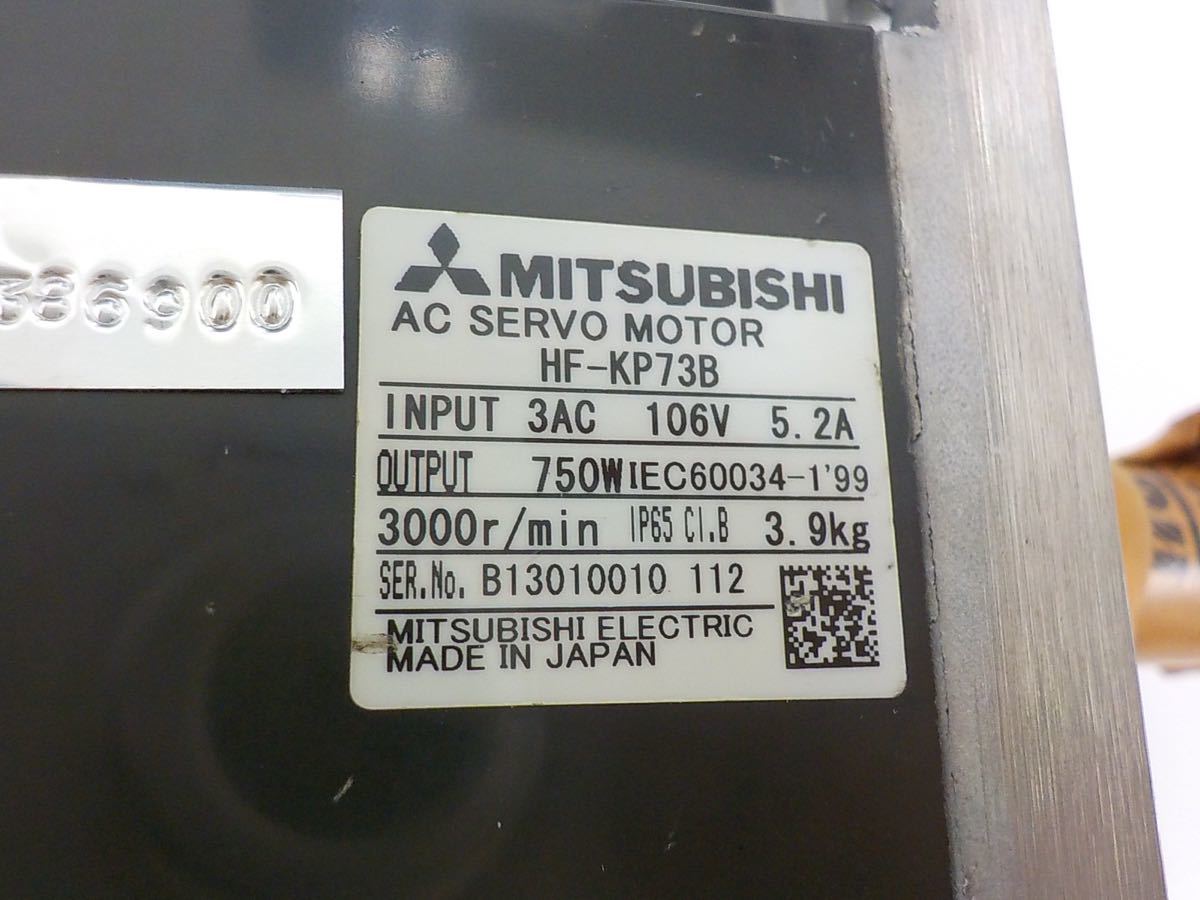 36900
MITSUBISHI
AC SERVO MOTOR
HF-KP73B
INPUT 3AC 106V 5.2A
OUTPUT 750W IEC60034-1'99
3000r/min IP65 CI.B 3.9kg
SER.No. B13010010 112
MITSUBISHI ELECTRIC
MADE IN JAPAN